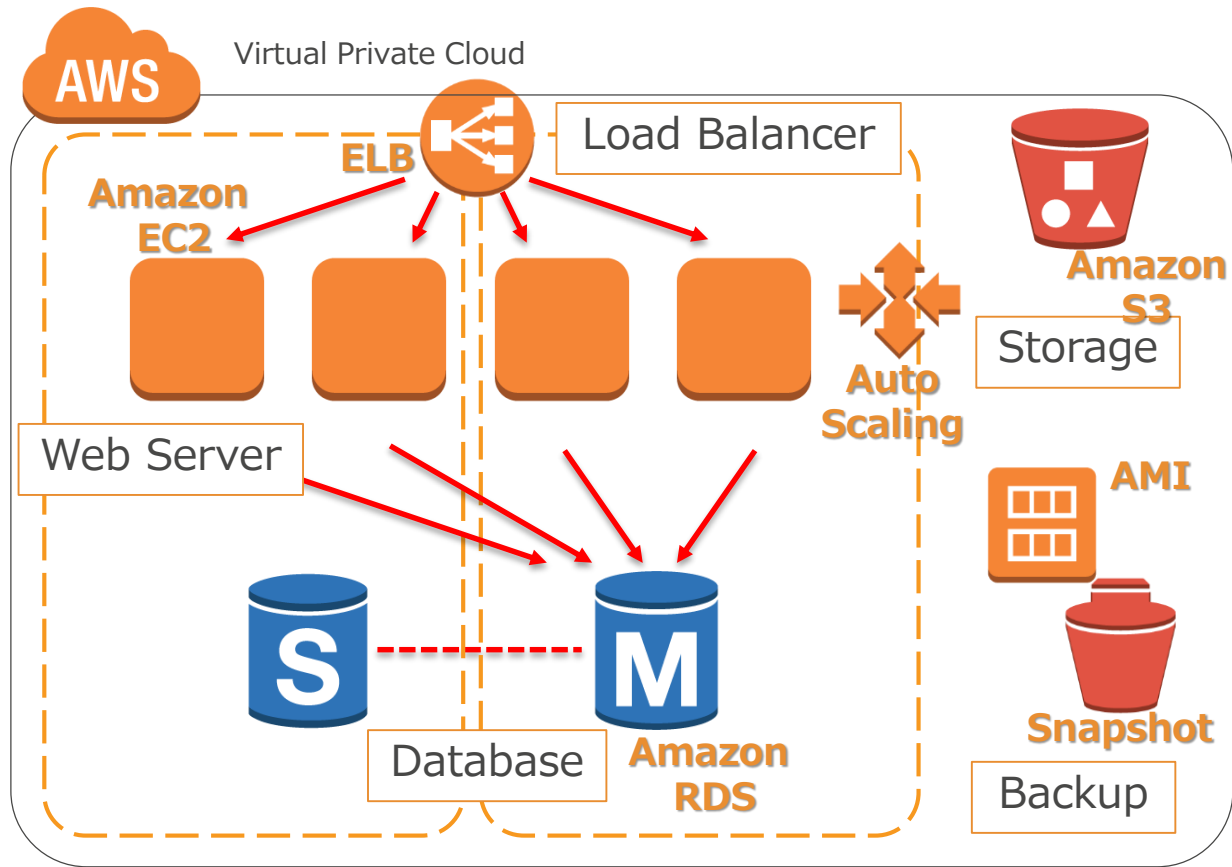 AWS
Virtual Private Cloud
Load Balancer
ELB
Amazon
EC2
Amazon
S3
Storage
Auto
Scaling
Web Server
AMI
S
M
Snapshot
Database
Amazon
RDS
Backup